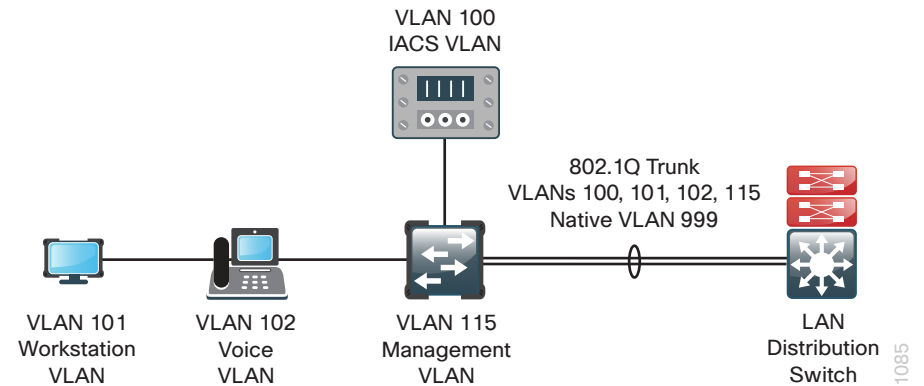 VLAN 100
IACS VLAN
802.1Q Trunk
VLANs 100, 101, 102, 115
Native VLAN 999
VLAN 101
Workstation
VLAN
VLAN 102
Voice
VLAN
VLAN 115
Management
VLAN
LAN
Distribution
Switch
1085